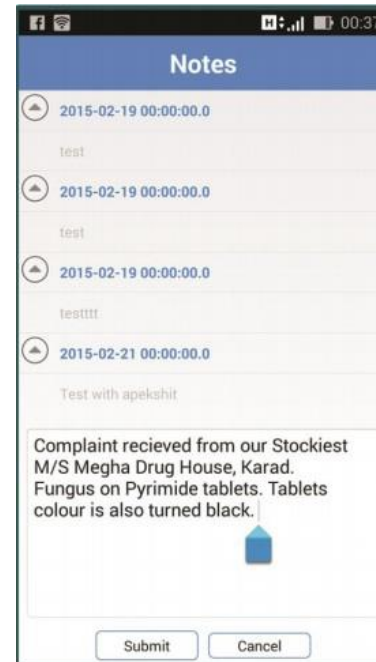 H 00:37
Notes
2015-02-19 00:00:00.0
test
2015-02-19 00:00:00.0
test
2015-02-19 00:00:00.0
testttt
2015-02-21 00:00:00.0
Test with apekshit
Complaint recieved from our Stockiest
M/S Megha Drug House, Karad.
Fungus on Pyrimide tablets. Tablets
colour is also turned black.
Submit Cancel